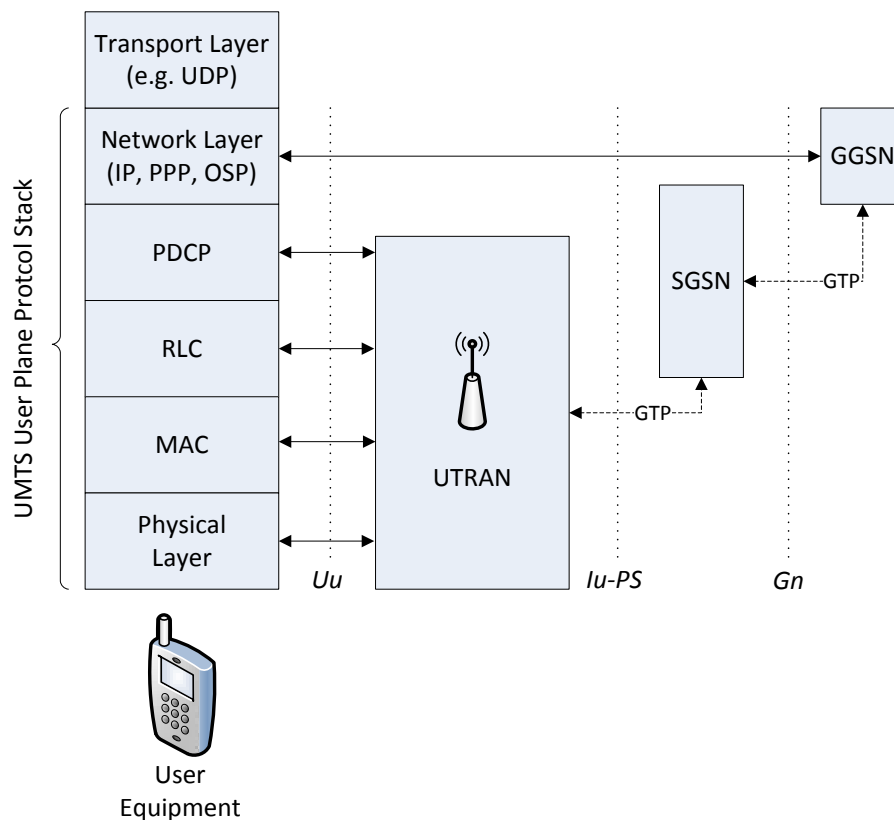 Transport Layer
(e.g. UDP)
Network Layer
(IP, PPP, OSP)
GGSN
PDCP
SGSN
GTP
RLC
GTP
MAC
UTRAN
Physical
Layer
Uu
Iu-PS
Gn
UMTS User Plane Protcol Stack
User
Equipment